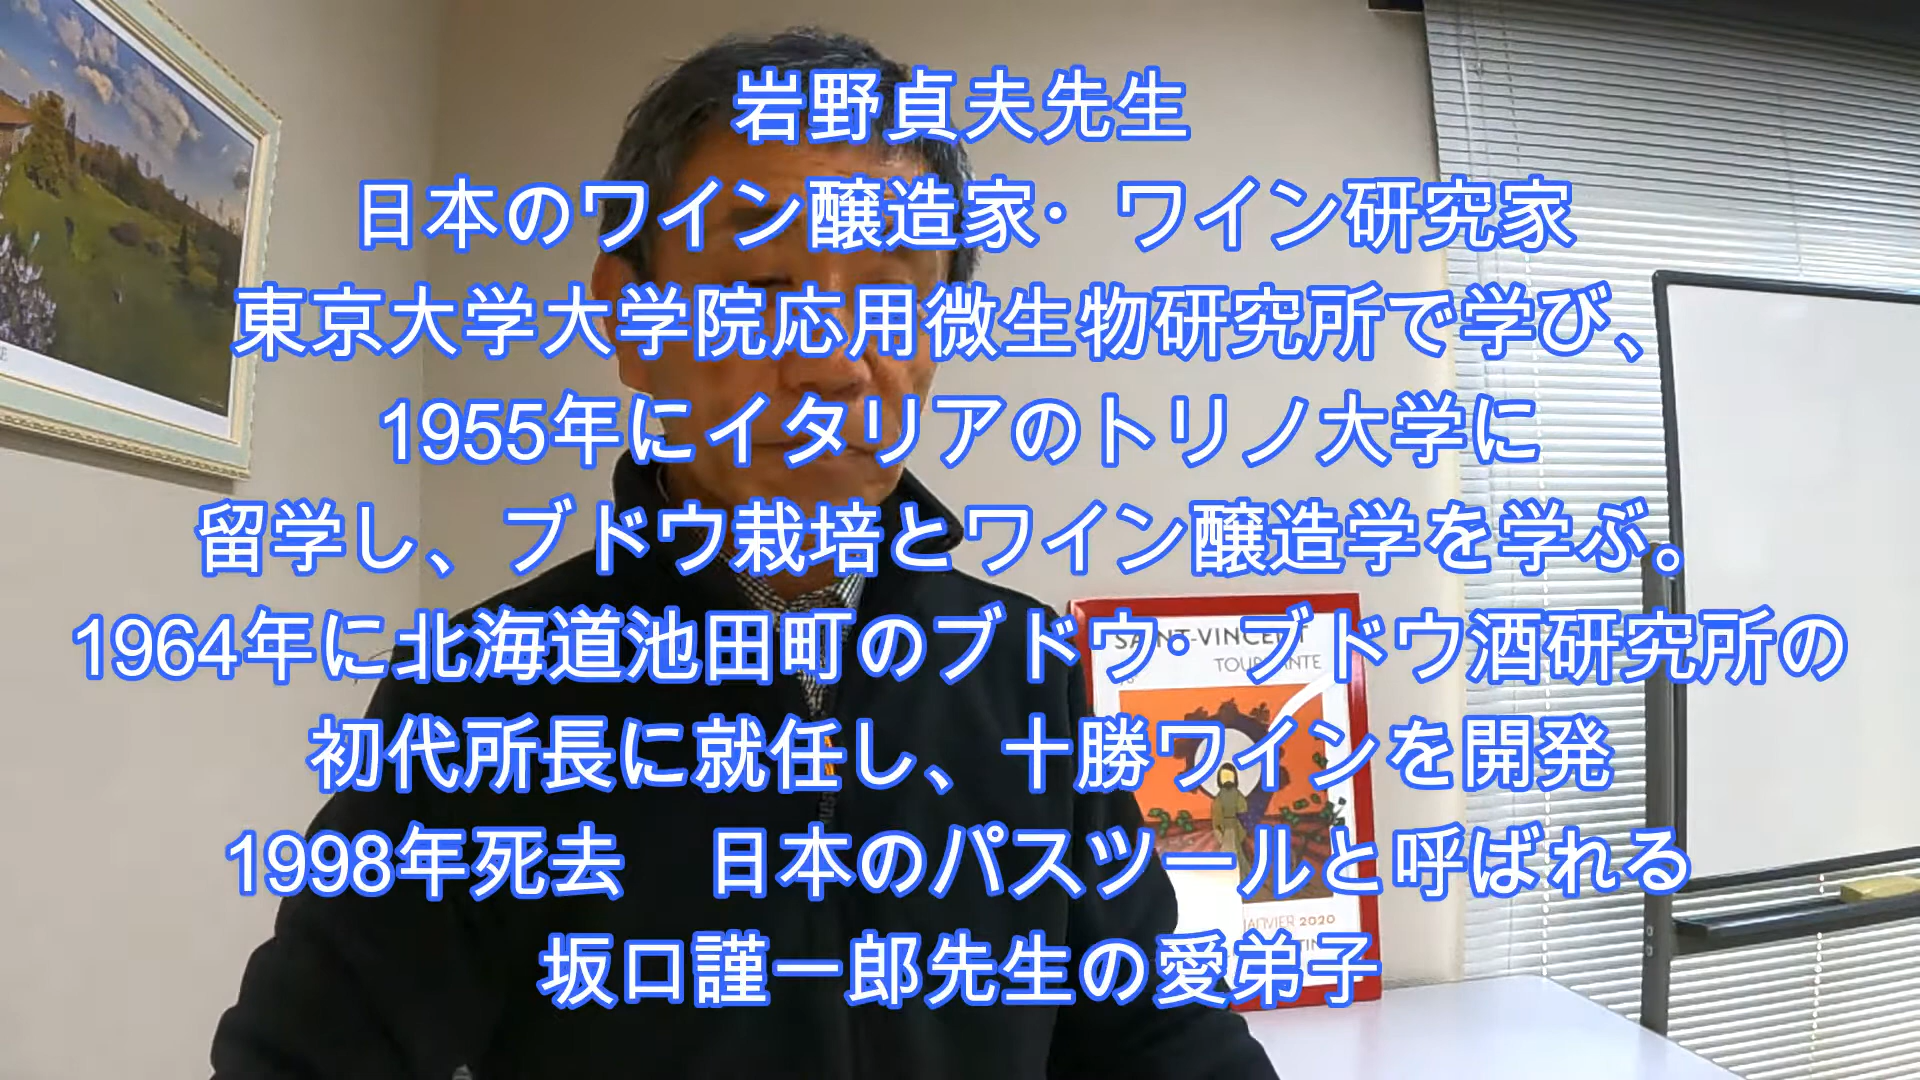 岩野貞夫先生
日本のワイン醸造家・ワイン研究家
東京大学大学院応用微生物研究所で学び、
1955年にイタリアのトリノ大学に
留学し、ブドウ栽培とワイン醸造学を学ぶ。
1964年に北海道池田町のブドウ・ブドウ酒研究所の
初代所長に就任し、十勝ワインを開発
1998年死去　日本のパスツールと呼ばれる
坂口謹一郎先生の愛弟子
SAINT-VINCENT
TOURNANTE
JANVIER 2020